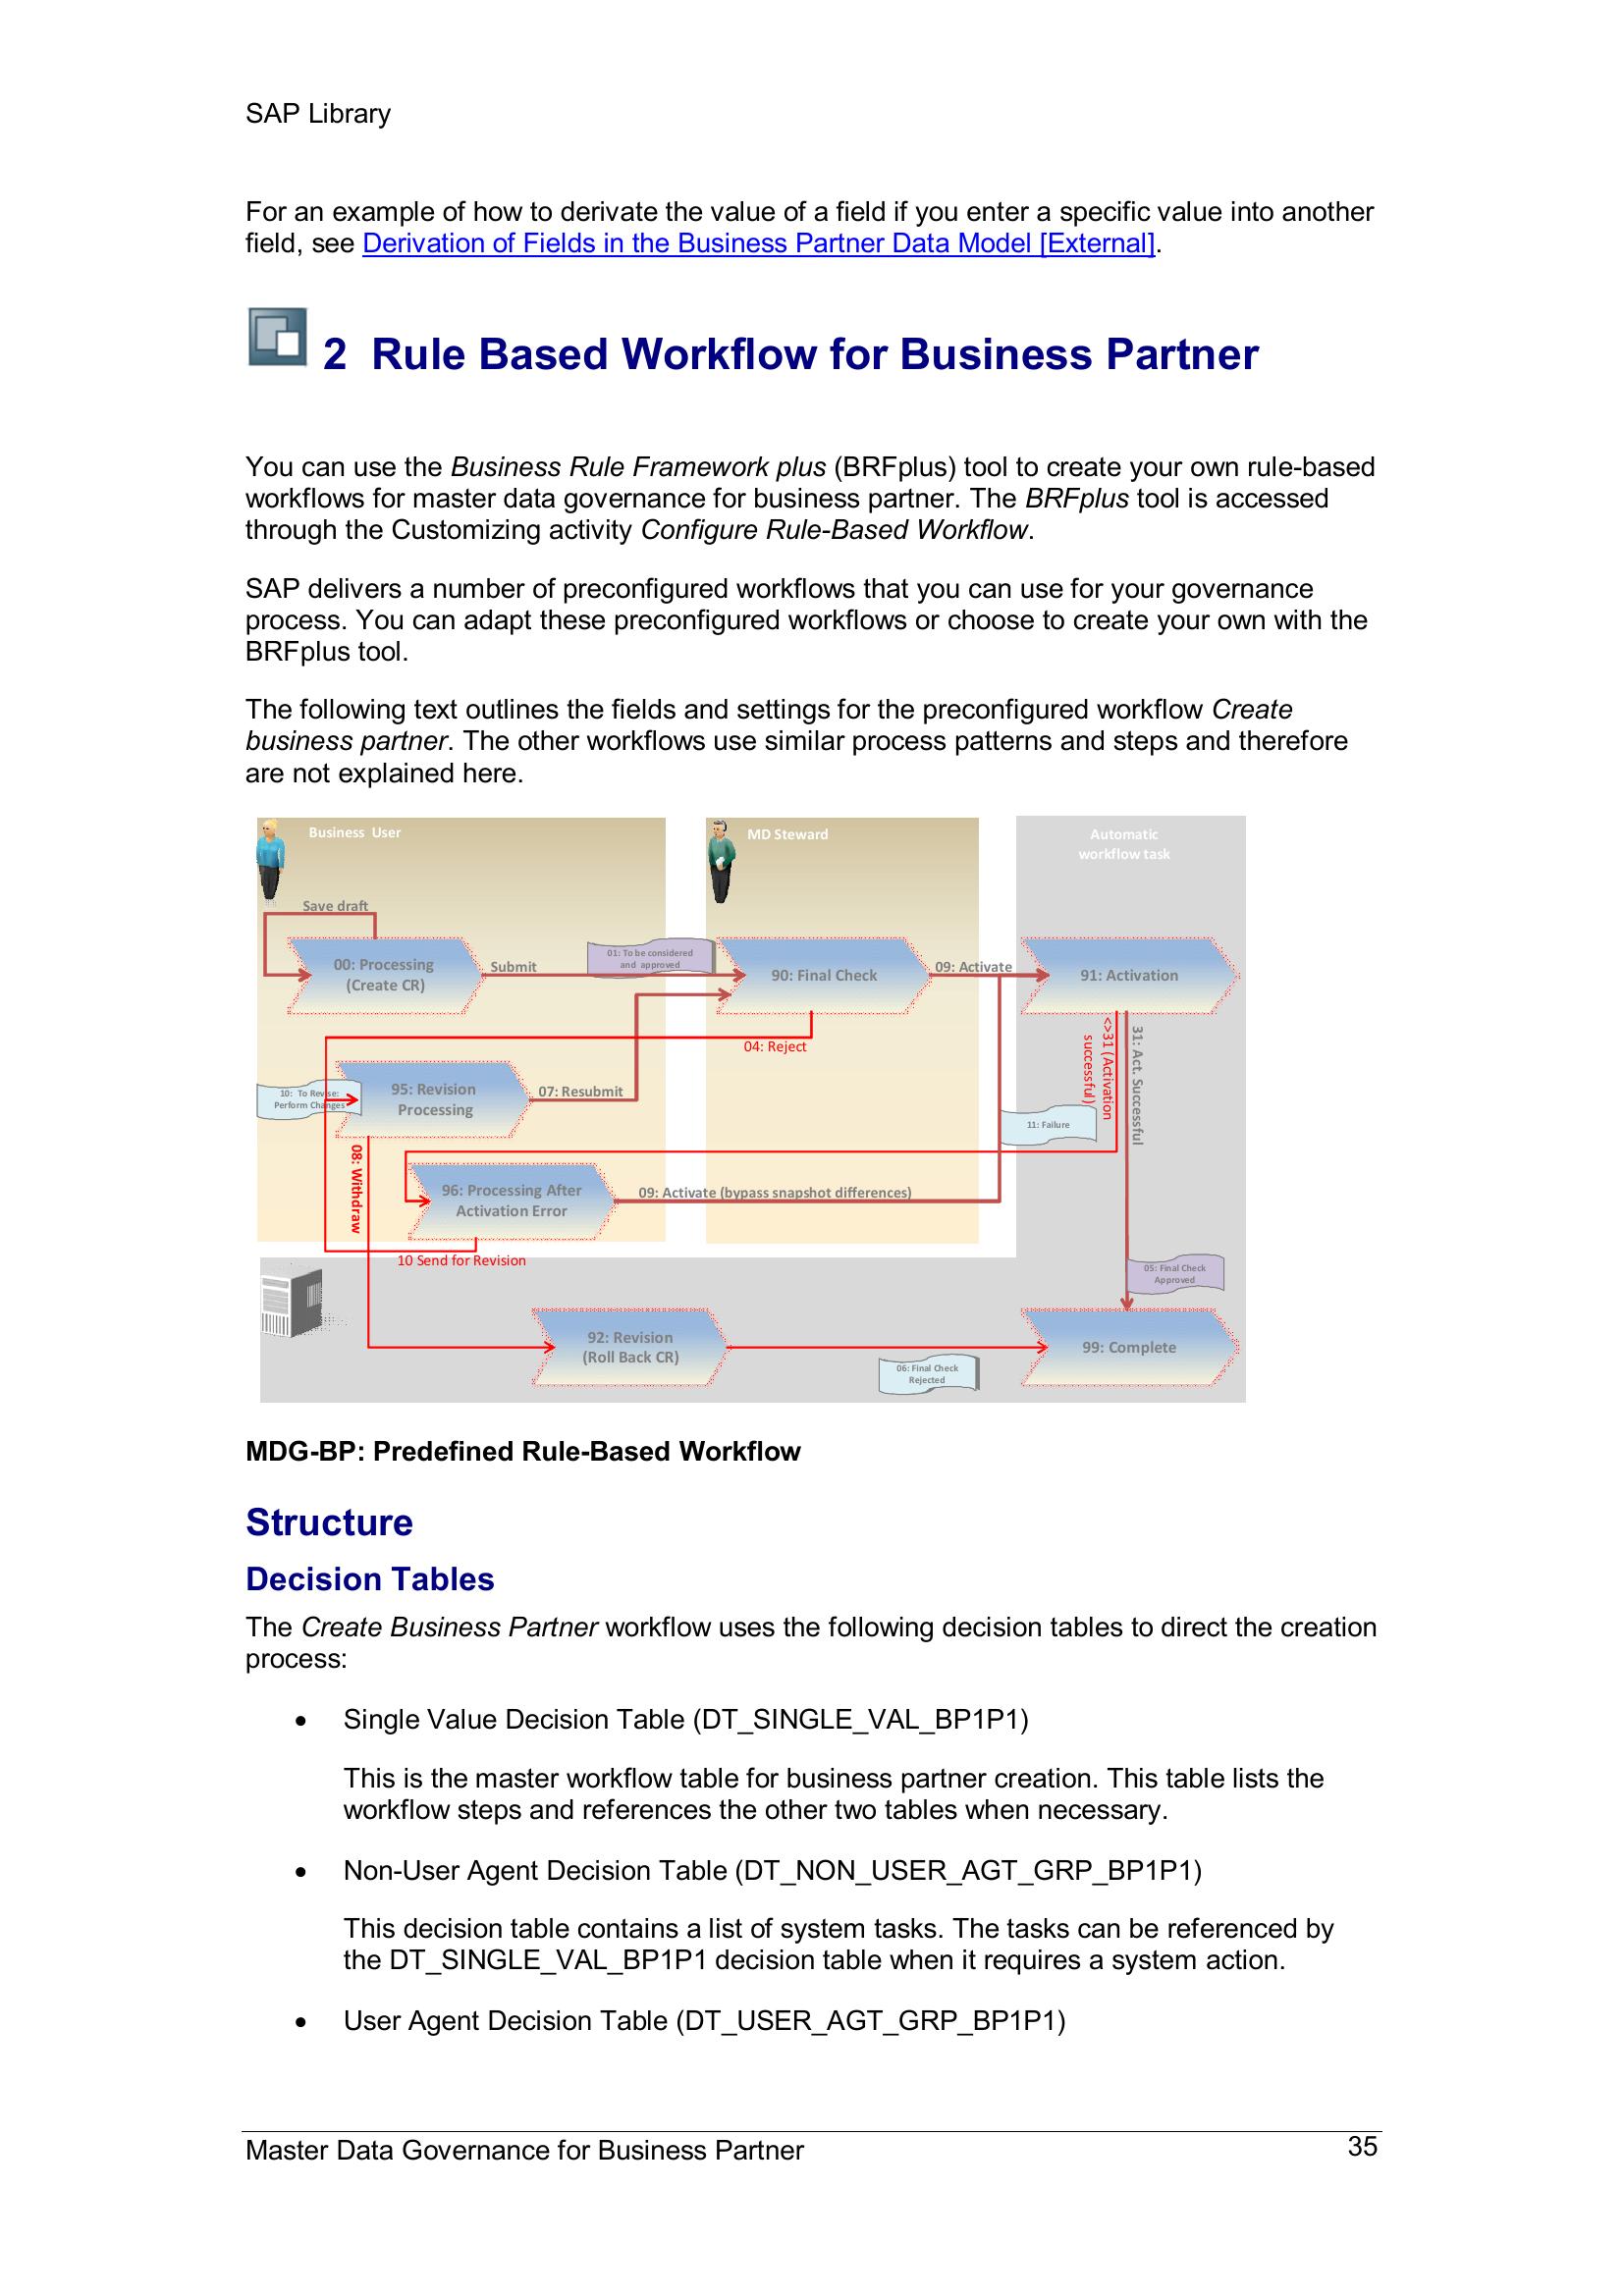 SAP Library
For an example of how to derivate the value of a field if you enter a specific value into another
field, see Derivation of Fields in the Business Partner Data Model [External].
2 Rule Based Workflow for Business Partner
You can use the Business Rule Framework plus (BRFplus) tool to create your own rule-based
workflows for master data governance for business partner. The BRFplus tool is accessed
through the Customizing activity Configure Rule-Based Workflow.
SAP delivers a number of preconfigured workflows that you can use for your governance
process. You can adapt these preconfigured workflows or choose to create your own with the
BRFplus tool.
The following text outlines the fields and settings for the preconfigured workflow Create
business partner. The other workflows use similar process patterns and steps and therefore
are not explained here.
Business User
MD Steward
Automatic
workflow task
Save draft
00: Processing
(Create CR)
Submit
01: To be considered
and approved
90: Final Check
09: Activate
91: Activation
04: Reject
<>31 (Activation
successful)
31: Act. Successful
10: To Revise:
Perform Changes
95: Revision
Processing
07: Resubmit
11: Failure
08: Withdraw
96: Processing After
Activation Error
09: Activate (bypass snapshot differences)
10 Send for Revision
05: Final Check
Approved
92: Revision
(Roll Back CR)
06: Final Check
Rejected
99: Complete
MDG-BP: Predefined Rule-Based Workflow
Structure
Decision Tables
The Create Business Partner workflow uses the following decision tables to direct the creation
process:
• Single Value Decision Table (DT_SINGLE_VAL_BP1P1)
This is the master workflow table for business partner creation. This table lists the
workflow steps and references the other two tables when necessary.
• Non-User Agent Decision Table (DT_NON_USER_AGT_GRP_BP1P1)
This decision table contains a list of system tasks. The tasks can be referenced by
the DT_SINGLE_VAL_BP1P1 decision table when it requires a system action.
• User Agent Decision Table (DT_USER_AGT_GRP_BP1P1)
Master Data Governance for Business Partner
35